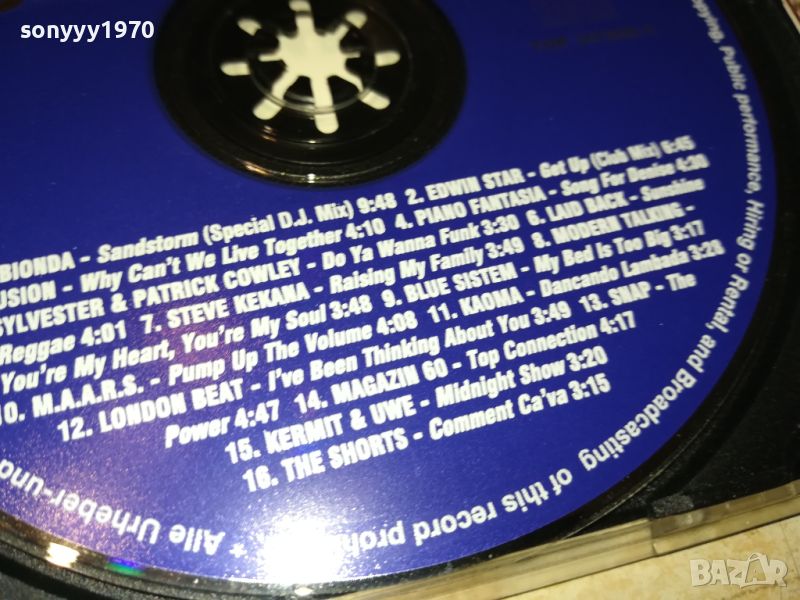 sonyyy1970
BIONDA - Sandstorm (Special D.J. Mix) 9:48 2. EDWIN STAR - Get Up (Club Mix) 6:45
USION - Why Can't We Live Together 4:10 4. PIANO FANTASIA - Song For Denise 4:30
SYLVESTER & PATRICK COWLEY - Do Ya Wanna Funk 3:30 6. LAID BACK - Sunshine
Reggae 4:01 7. STEVE KEKANA - Raising My Family 3:49 8. MODERN TALKING -
You're My Heart, You're My Soul 3:48 9. BLUE SISTEM - My Bed Is Too Big 3:17
10. M.A.A.R.S. - Pump Up The Volume 4:08 11. KAOMA - Dancando Lambada 3:28
12. LONDON BEAT - I've Been Thinking About You 3:49 13. SNAP - The
Power 4:47 14. MAGAZIN 60 - Top Connection 4:17
15. KERMIT & UWE - Midnight Show 3:20
16. THE SHORTS - Comment Ca'va 3:15
opying, Public performance, Hiring or Rental, and Broadcasting of this record proh
* Alle Urheber-und
BAZAR